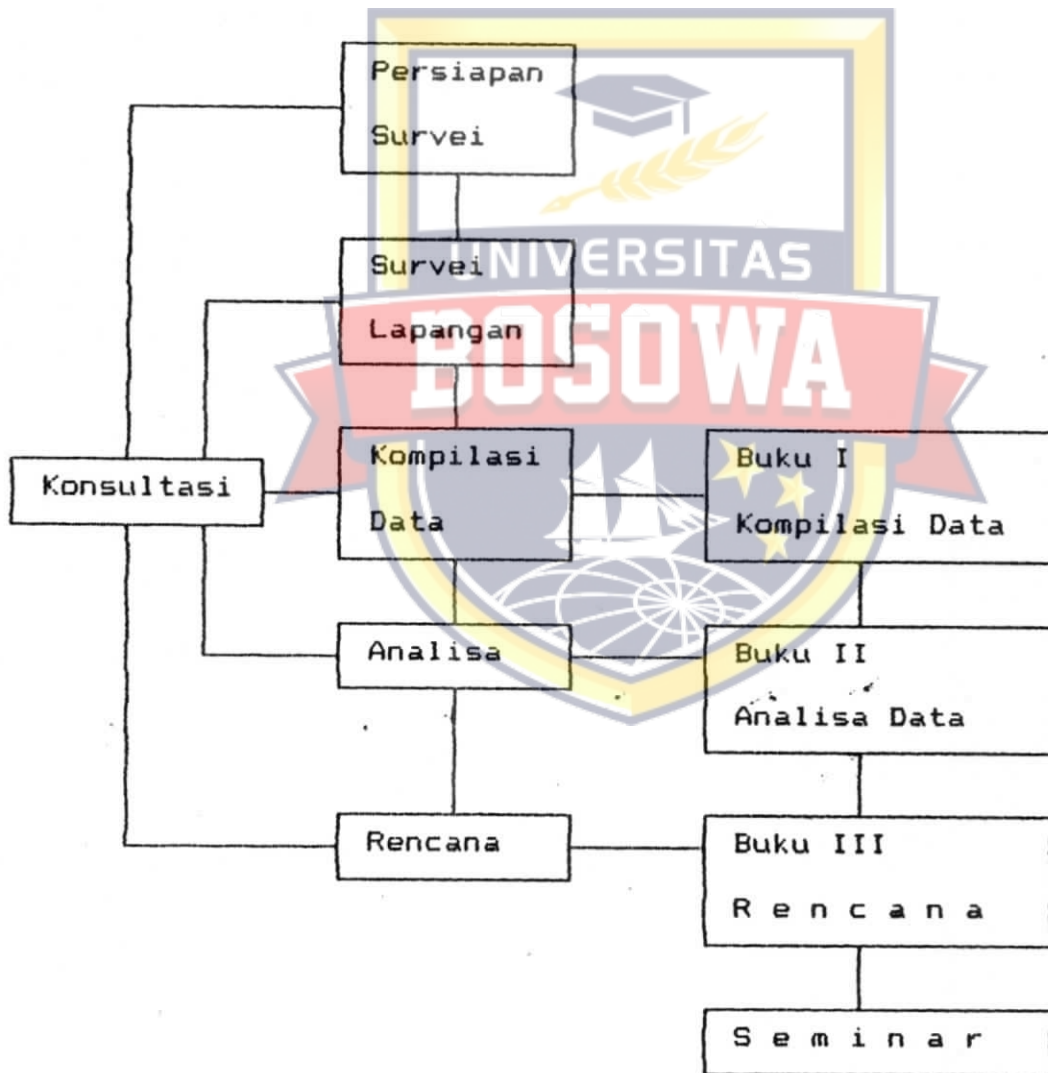 Persiapan
Survei
UNIVERSITAS
BOSOWA
Survei
Lapangan
Konsultasi
Kompilasi
Data
Buku I
Kompilasi Data
Analisa
Buku II
Analisa Data
Rencana
Buku III
R e n c a n a
S e m i n a r